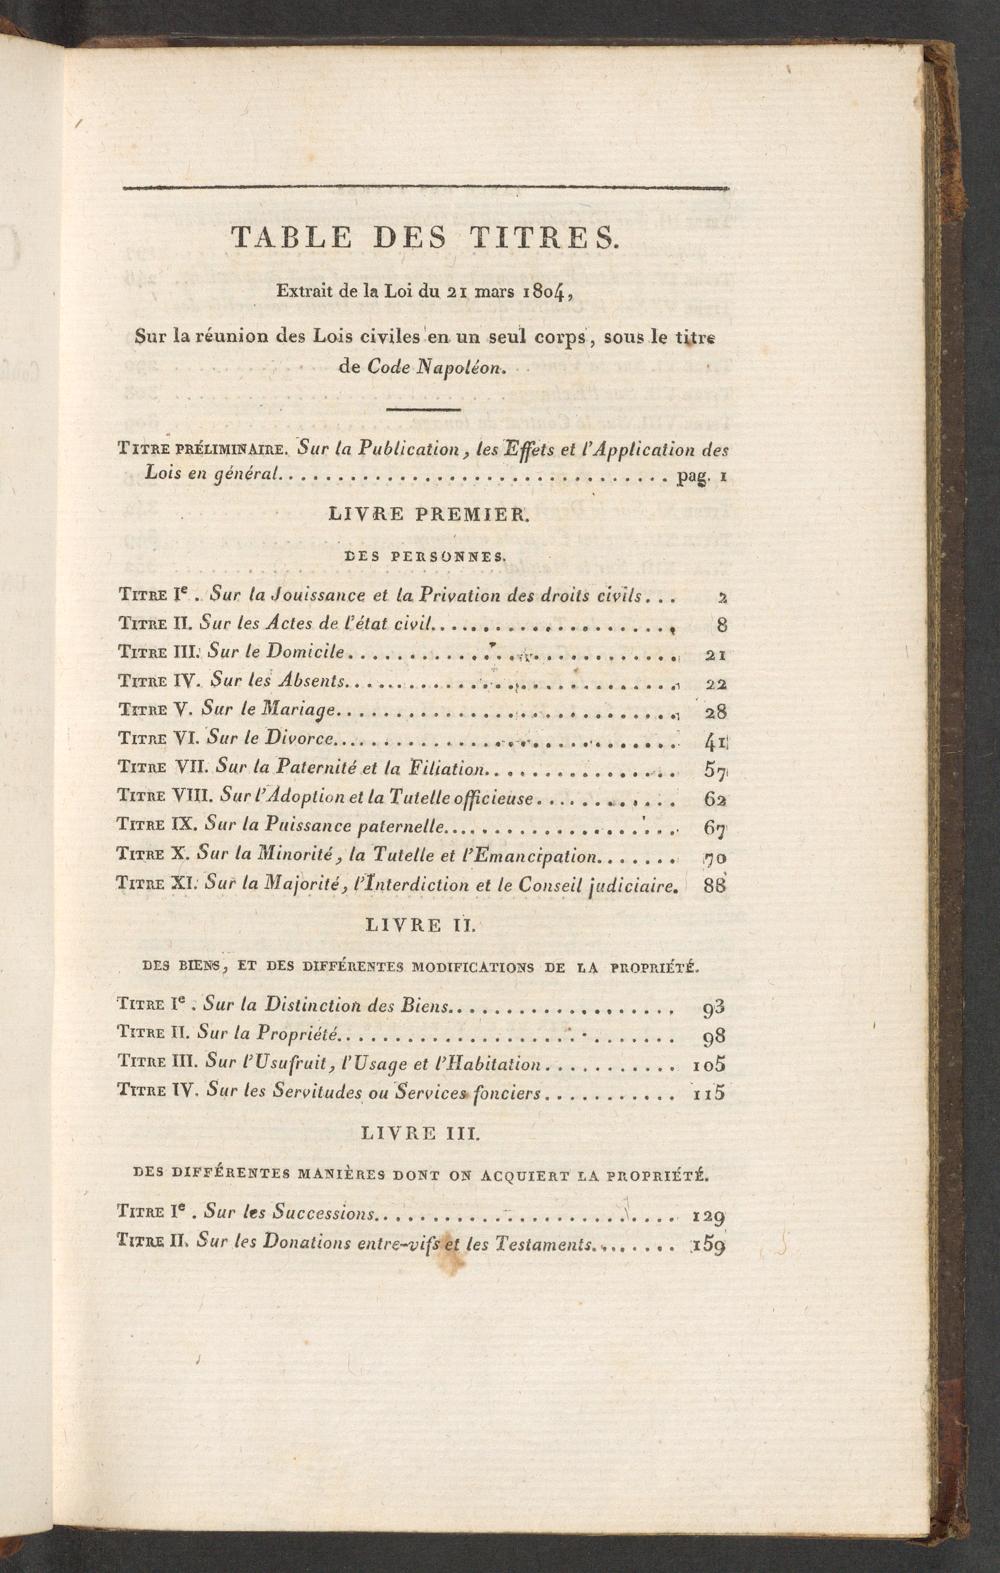 TABLE DES TITRES.
Extrait de la Loi du 21 mars 1804,
Sur la réunion des Lois civiles en un seul corps, sous le titre
de Code Napoléon.
TITRE PRÉLIMINAIRE. Sur la Publication, les Effets et l'Application des
Lois en général................................. pag. 1
LIVRE PREMIER.
DES PERSONNES.
TITRE Ie. Sur la Jouissance et la Privation des droits civils... 2
TITRE II. Sur les Actes de l'état civil..................... 8
TITRE III. Sur le Domicile............................. 21
TITRE IV. Sur les Absents............................. 22
TITRE V. Sur le Mariage.............................. 28
TITRE VI. Sur le Divorce.............................. 41
TITRE VII. Sur la Paternité et la Filiation................. 57
TITRE VIII. Sur l'Adoption et la Tutelle officieuse............ 62
TITRE IX. Sur la Puissance paternelle.................... 67
TITRE X. Sur la Minorité, la Tutelle et l'Emancipation....... 70
TITRE XI. Sur la Majorité, l'Interdiction et le Conseil judiciaire. 88
LIVRE II.
DES BIENS, ET DES DIFFÉRENTES MODIFICATIONS DE LA PROPRIÉTÉ.
TITRE Ie. Sur la Distinction des Biens.................... 93
TITRE II. Sur la Propriété............................. 98
TITRE III. Sur l'Usufruit, l'Usage et l'Habitation........... 105
TITRE IV. Sur les Servitudes ou Services fonciers........... 115
LIVRE III.
DES DIFFÉRENTES MANIÈRES DONT ON ACQUIERT LA PROPRIÉTÉ.
TITRE Ie. Sur les Successions.......................... 129
TITRE II. Sur les Donations entre-vifs et les Testaments........ 159